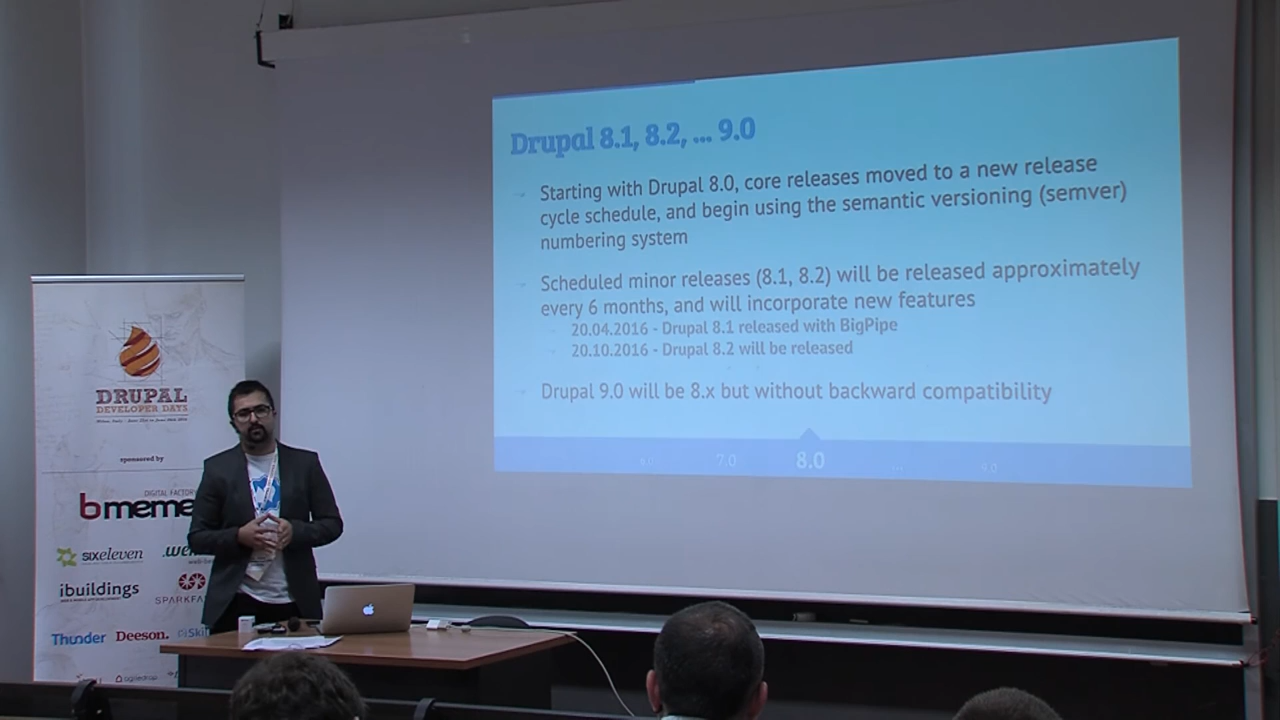 Drupal 8.1, 8.2, ... 9.0
Starting with Drupal 8.0, core releases moved to a new release
cycle schedule, and begin using the semantic versioning (semver)
numbering system
Scheduled minor releases (8.1, 8.2) will be released approximately
every 6 months, and will incorporate new features
20.04.2016 - Drupal 8.1 released with BigPipe
20.10.2016 - Drupal 8.2 will be released
Drupal 9.0 will be 8.x but without backward compatibility
7.0
8.0
9.0
DRUPAL
DEVELOPER DAYS
sponsored by
DIGITAL FACTORY
bmeme
SIXeleven
ibuildings
Thunder
Deeson.